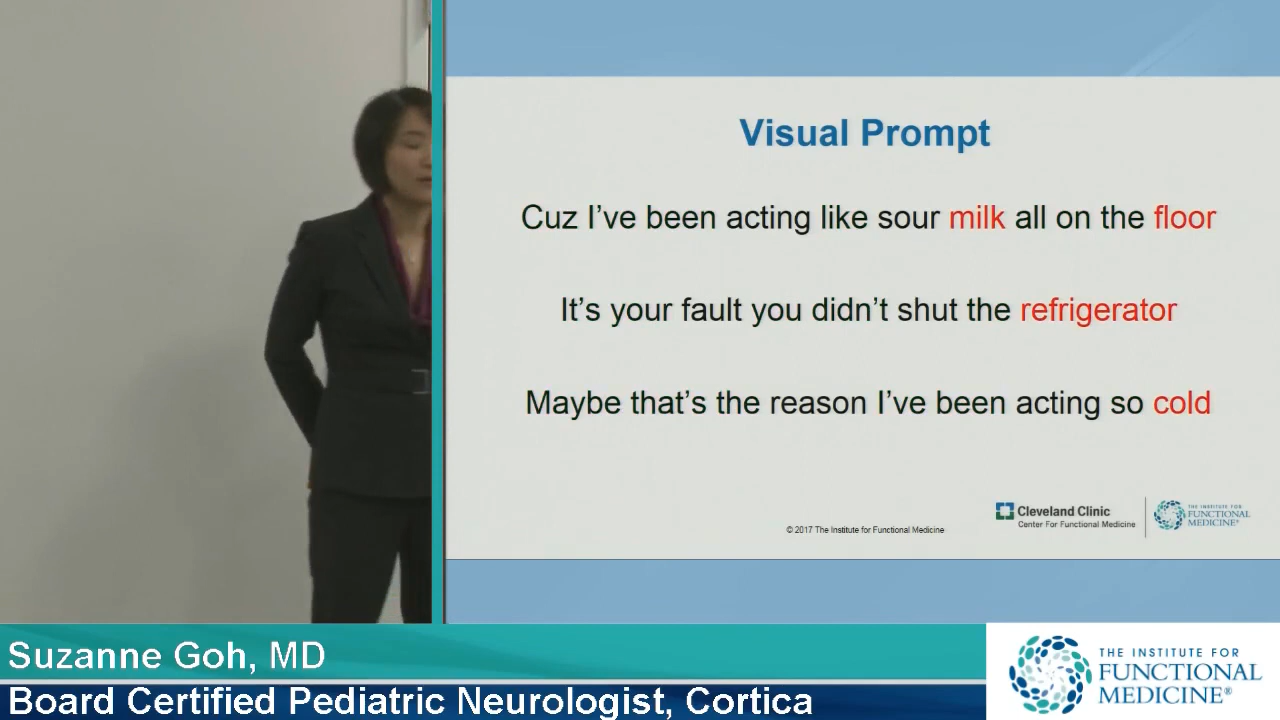 Visual Prompt
Cuz I've been acting like sour milk all on the floor
It's your fault you didn't shut the refrigerator
Maybe that's the reason I've been acting so cold
© 2017 The Institute for Functional Medicine
Cleveland Clinic
Center For Functional Medicine
THE INSTITUTE FOR
FUNCTIONAL
MEDICINE®
Suzanne Goh, MD
Board Certified Pediatric Neurologist, Cortica
THE INSTITUTE FOR
FUNCTIONAL
MEDICINE®